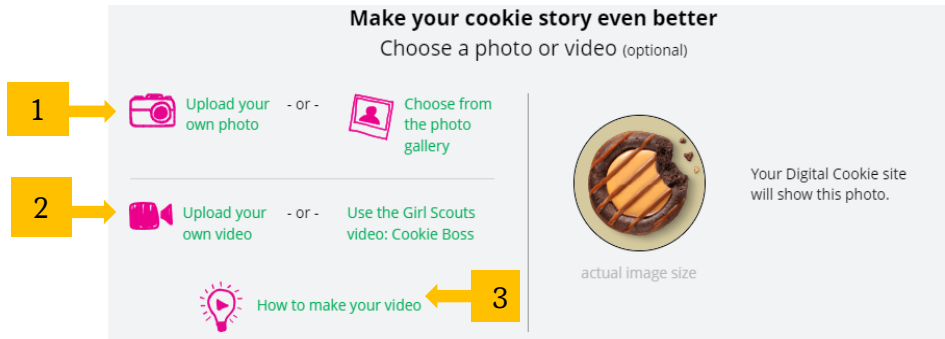 Make your cookie story even better
Choose a photo or video (optional)
1
Upload your
own photo
- or -
Choose from
the photo
gallery
2
Upload your
own video
- or -
Use the Girl Scouts
video: Cookie Boss
How to make your video
3
Your Digital Cookie site
will show this photo.
actual image size